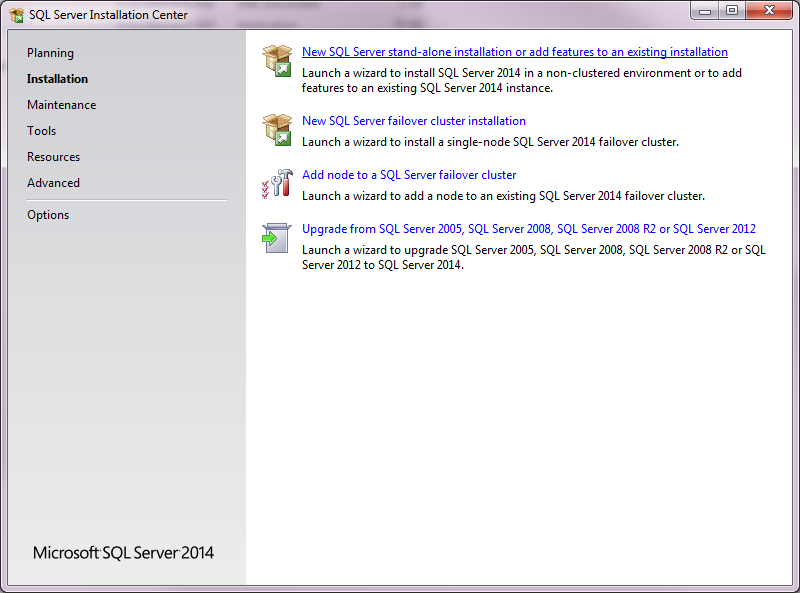 SQL Server Installation Center
Planning
Installation
Maintenance
Tools
Resources
Advanced
Options
New SQL Server stand-alone installation or add features to an existing installation
Launch a wizard to install SQL Server 2014 in a non-clustered environment or to add
features to an existing SQL Server 2014 instance.
New SQL Server failover cluster installation
Launch a wizard to install a single-node SQL Server 2014 failover cluster.
Add node to a SQL Server failover cluster
Launch a wizard to add a node to an existing SQL Server 2014 failover cluster.
Upgrade from SQL Server 2005, SQL Server 2008, SQL Server 2008 R2 or SQL Server 2012
Launch a wizard to upgrade SQL Server 2005, SQL Server 2008, SQL Server 2008 R2 or SQL
Server 2012 to SQL Server 2014.
Microsoft SQL Server 2014